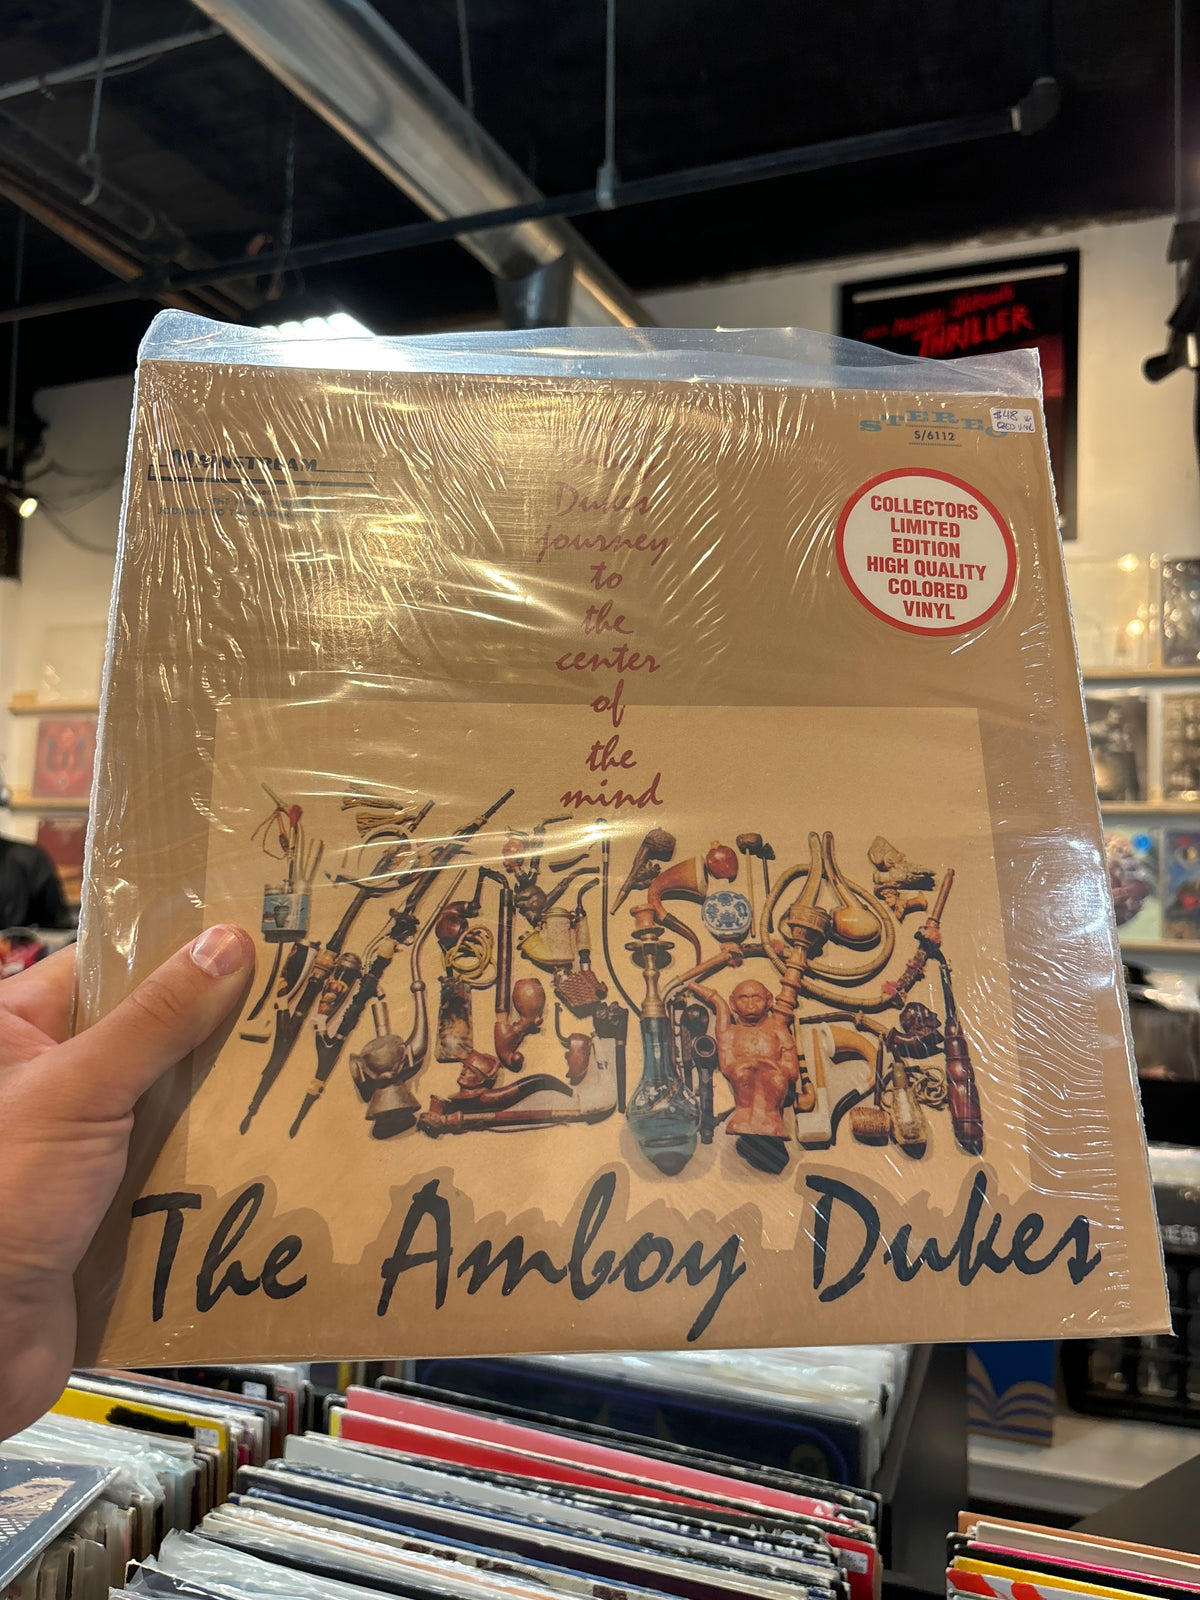 THRILLER
STEREO
S/6112
$48
RED VINYL
MAINSTREAM
COLLECTORS
LIMITED
EDITION
HIGH QUALITY
COLORED
VINYL
Amboy
Dukes
journey
to
the
center
of
the
mind
The Amboy Dukes